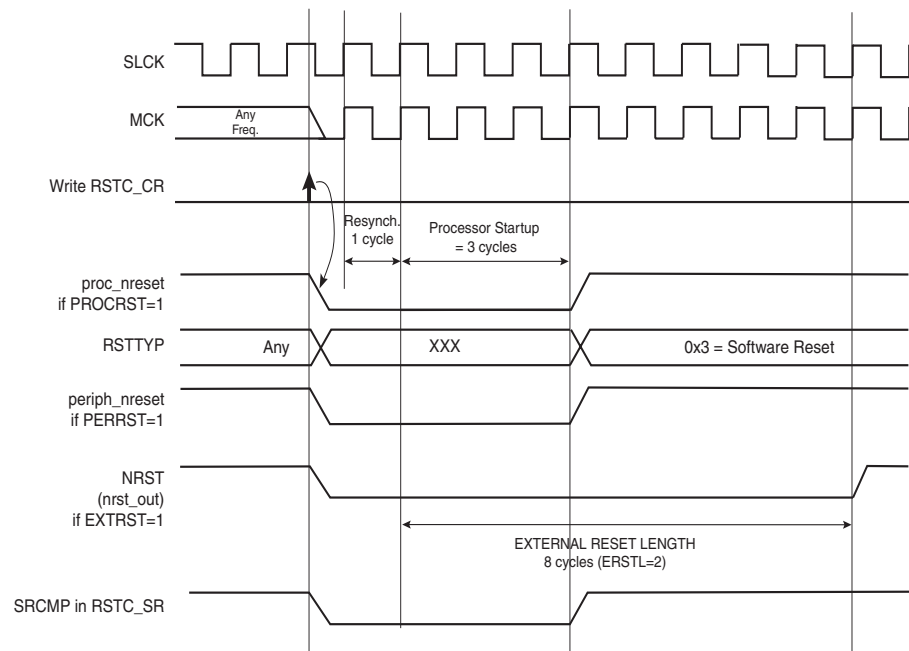 SLCK
MCK
Any
Freq.
Write RSTC_CR
Resynch.
1 cycle
Processor Startup
= 3 cycles
proc_nreset
if PROCRST=1
RSTTYP
Any
XXX
0x3 = Software Reset
periph_nreset
if PERRST=1
NRST
(nrst_out)
if EXTRST=1
EXTERNAL RESET LENGTH
8 cycles (ERSTL=2)
SRCMP in RSTC_SR